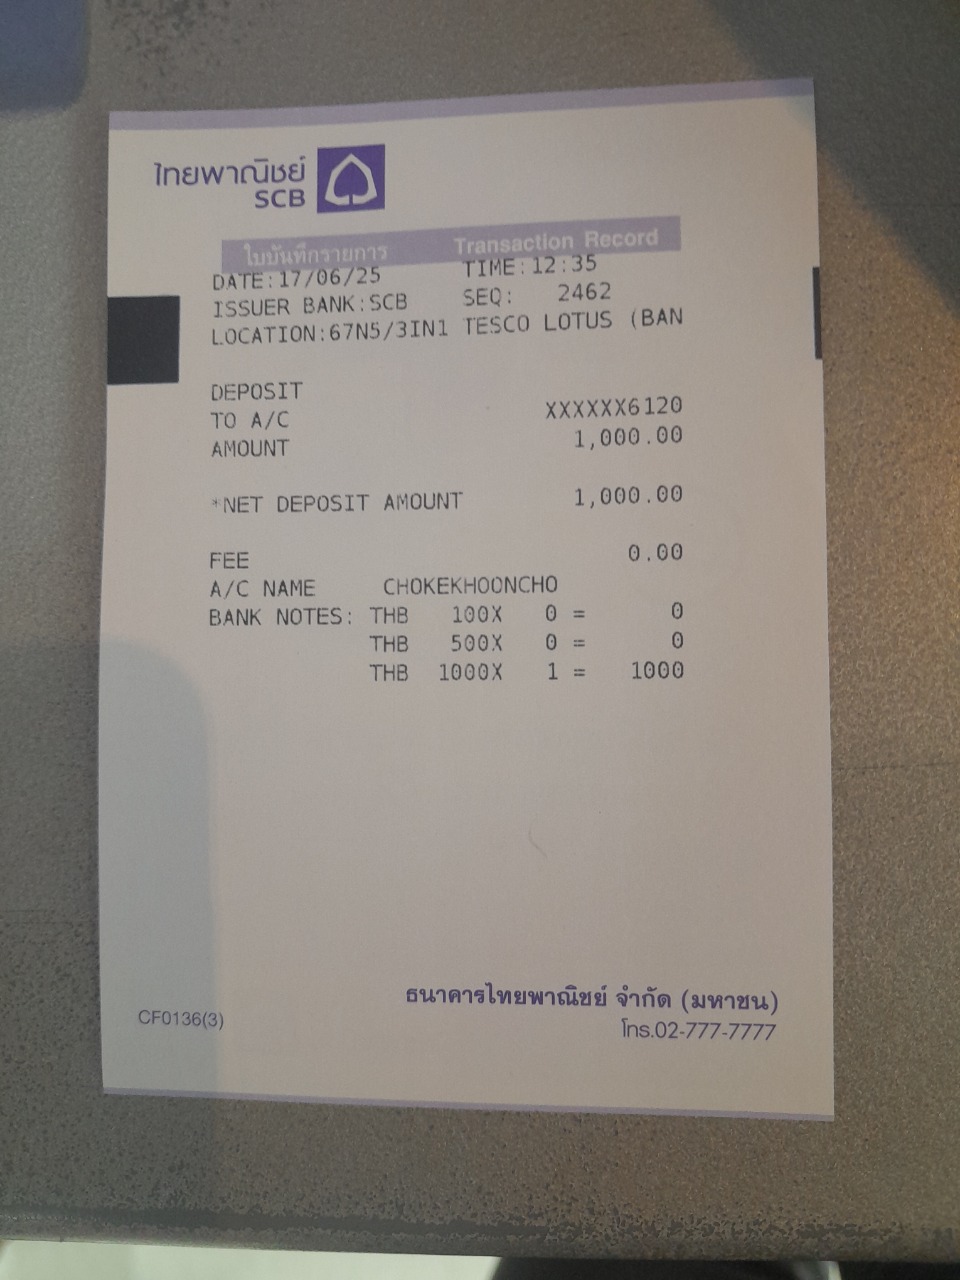 ไทยพาณิชย์
SCB
ใบบันทึกรายการ Transaction Record
DATE:17/06/25 TIME:12:35
ISSUER BANK:SCB SEQ: 2462
LOCATION:67N5/3IN1 TESCO LOTUS (BAN
DEPOSIT
TO A/C XXXXXX6120
AMOUNT 1,000.00
*NET DEPOSIT AMOUNT 1,000.00
FEE 0.00
A/C NAME CHOKEKHOONCHO
BANK NOTES: THB 100X 0 = 0
THB 500X 0 = 0
THB 1000X 1 = 1000
ธนาคารไทยพาณิชย์ จำกัด (มหาชน)
CF0136(3) โทร.02-777-7777